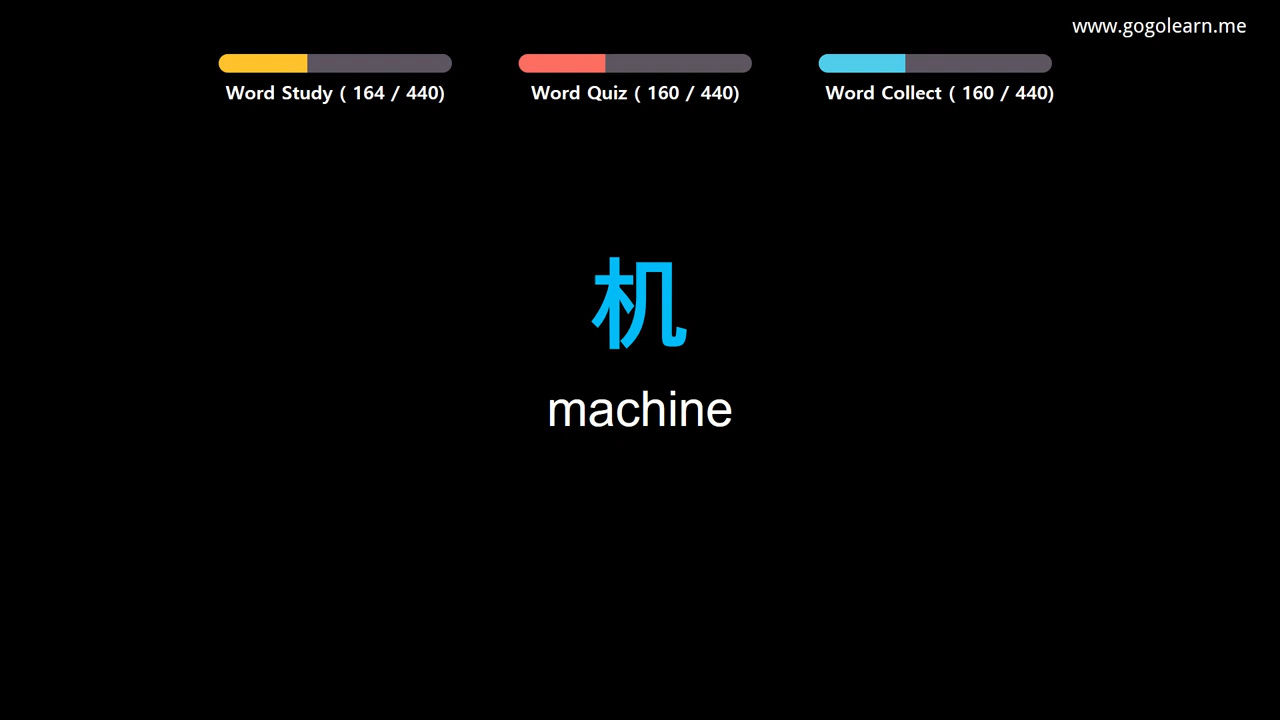 www.gogolearn.me
Word Study ( 164 / 440) Word Quiz ( 160 / 440) Word Collect ( 160 / 440)
机
machine